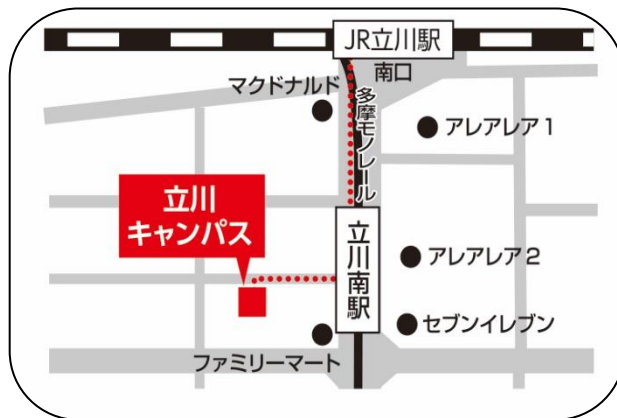 JR立川駅
南口
マクドナルド
多摩モノレール
アレアレア1
立川
キャンパス
立川南駅
アレアレア2
セブンイレブン
ファミリーマート